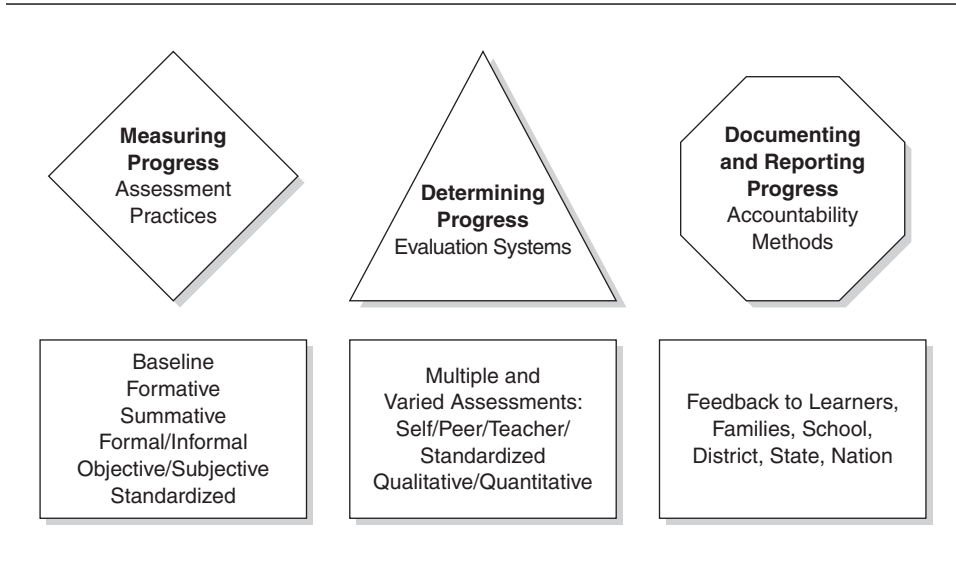 Measuring
Progress
Assessment
Practices
Determining
Progress
Evaluation Systems
Documenting
and Reporting
Progress
Accountability
Methods
Baseline
Formative
Summative
Formal/Informal
Objective/Subjective
Standardized
Multiple and
Varied Assessments:
Self/Peer/Teacher/
Standardized
Qualitative/Quantitative
Feedback to Learners,
Families, School,
District, State, Nation